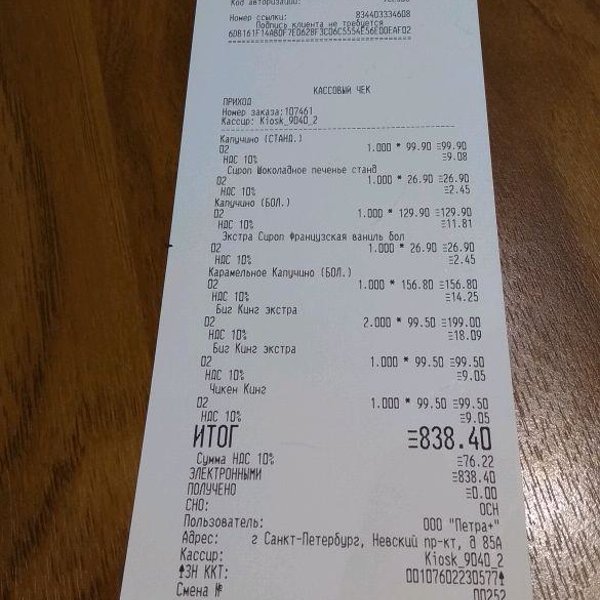 Код авторизации:
Номер ссылки: 834403334608
Подпись клиента не требуется
6D8161F14AB0F7E0628F3C06C5554E56ED0EAF02
КАССОВЫЙ ЧЕК
ПРИХОД
Номер заказа:107461
Кассир: Kiosk_9040_2
Капучино (СТАНД.)
02 1.000 * 99.90 ≡99.90
НДС 10% ≡9.08
Сироп Шоколадное печенье станд
02 1.000 * 26.90 ≡26.90
НДС 10% ≡2.45
Капучино (БОЛ.)
02 1.000 * 129.90 ≡129.90
НДС 10% ≡11.81
Экстра Сироп Французская ваниль бол
02 1.000 * 26.90 ≡26.90
НДС 10% ≡2.45
Карамельное Капучино (БОЛ.)
02 1.000 * 156.80 ≡156.80
НДС 10% ≡14.25
Биг Кинг экстра
02 2.000 * 99.50 ≡199.00
НДС 10% ≡18.09
Биг Кинг экстра
02 1.000 * 99.50 ≡99.50
НДС 10% ≡9.05
Чикен Кинг
02 1.000 * 99.50 ≡99.50
НДС 10% ≡9.05
ИТОГ ≡838.40
Сумма НДС 10% ≡76.22
ЭЛЕКТРОННЫМИ ≡838.40
ПОЛУЧЕНО ≡0.00
СНО: ОСН
Пользователь: ООО "Петра+"
Адрес: г Санкт-Петербург, Невский пр-кт, д 85А
Кассир: Kiosk_9040_2
ЗН ККТ: 00107602230577
Смена № 00252